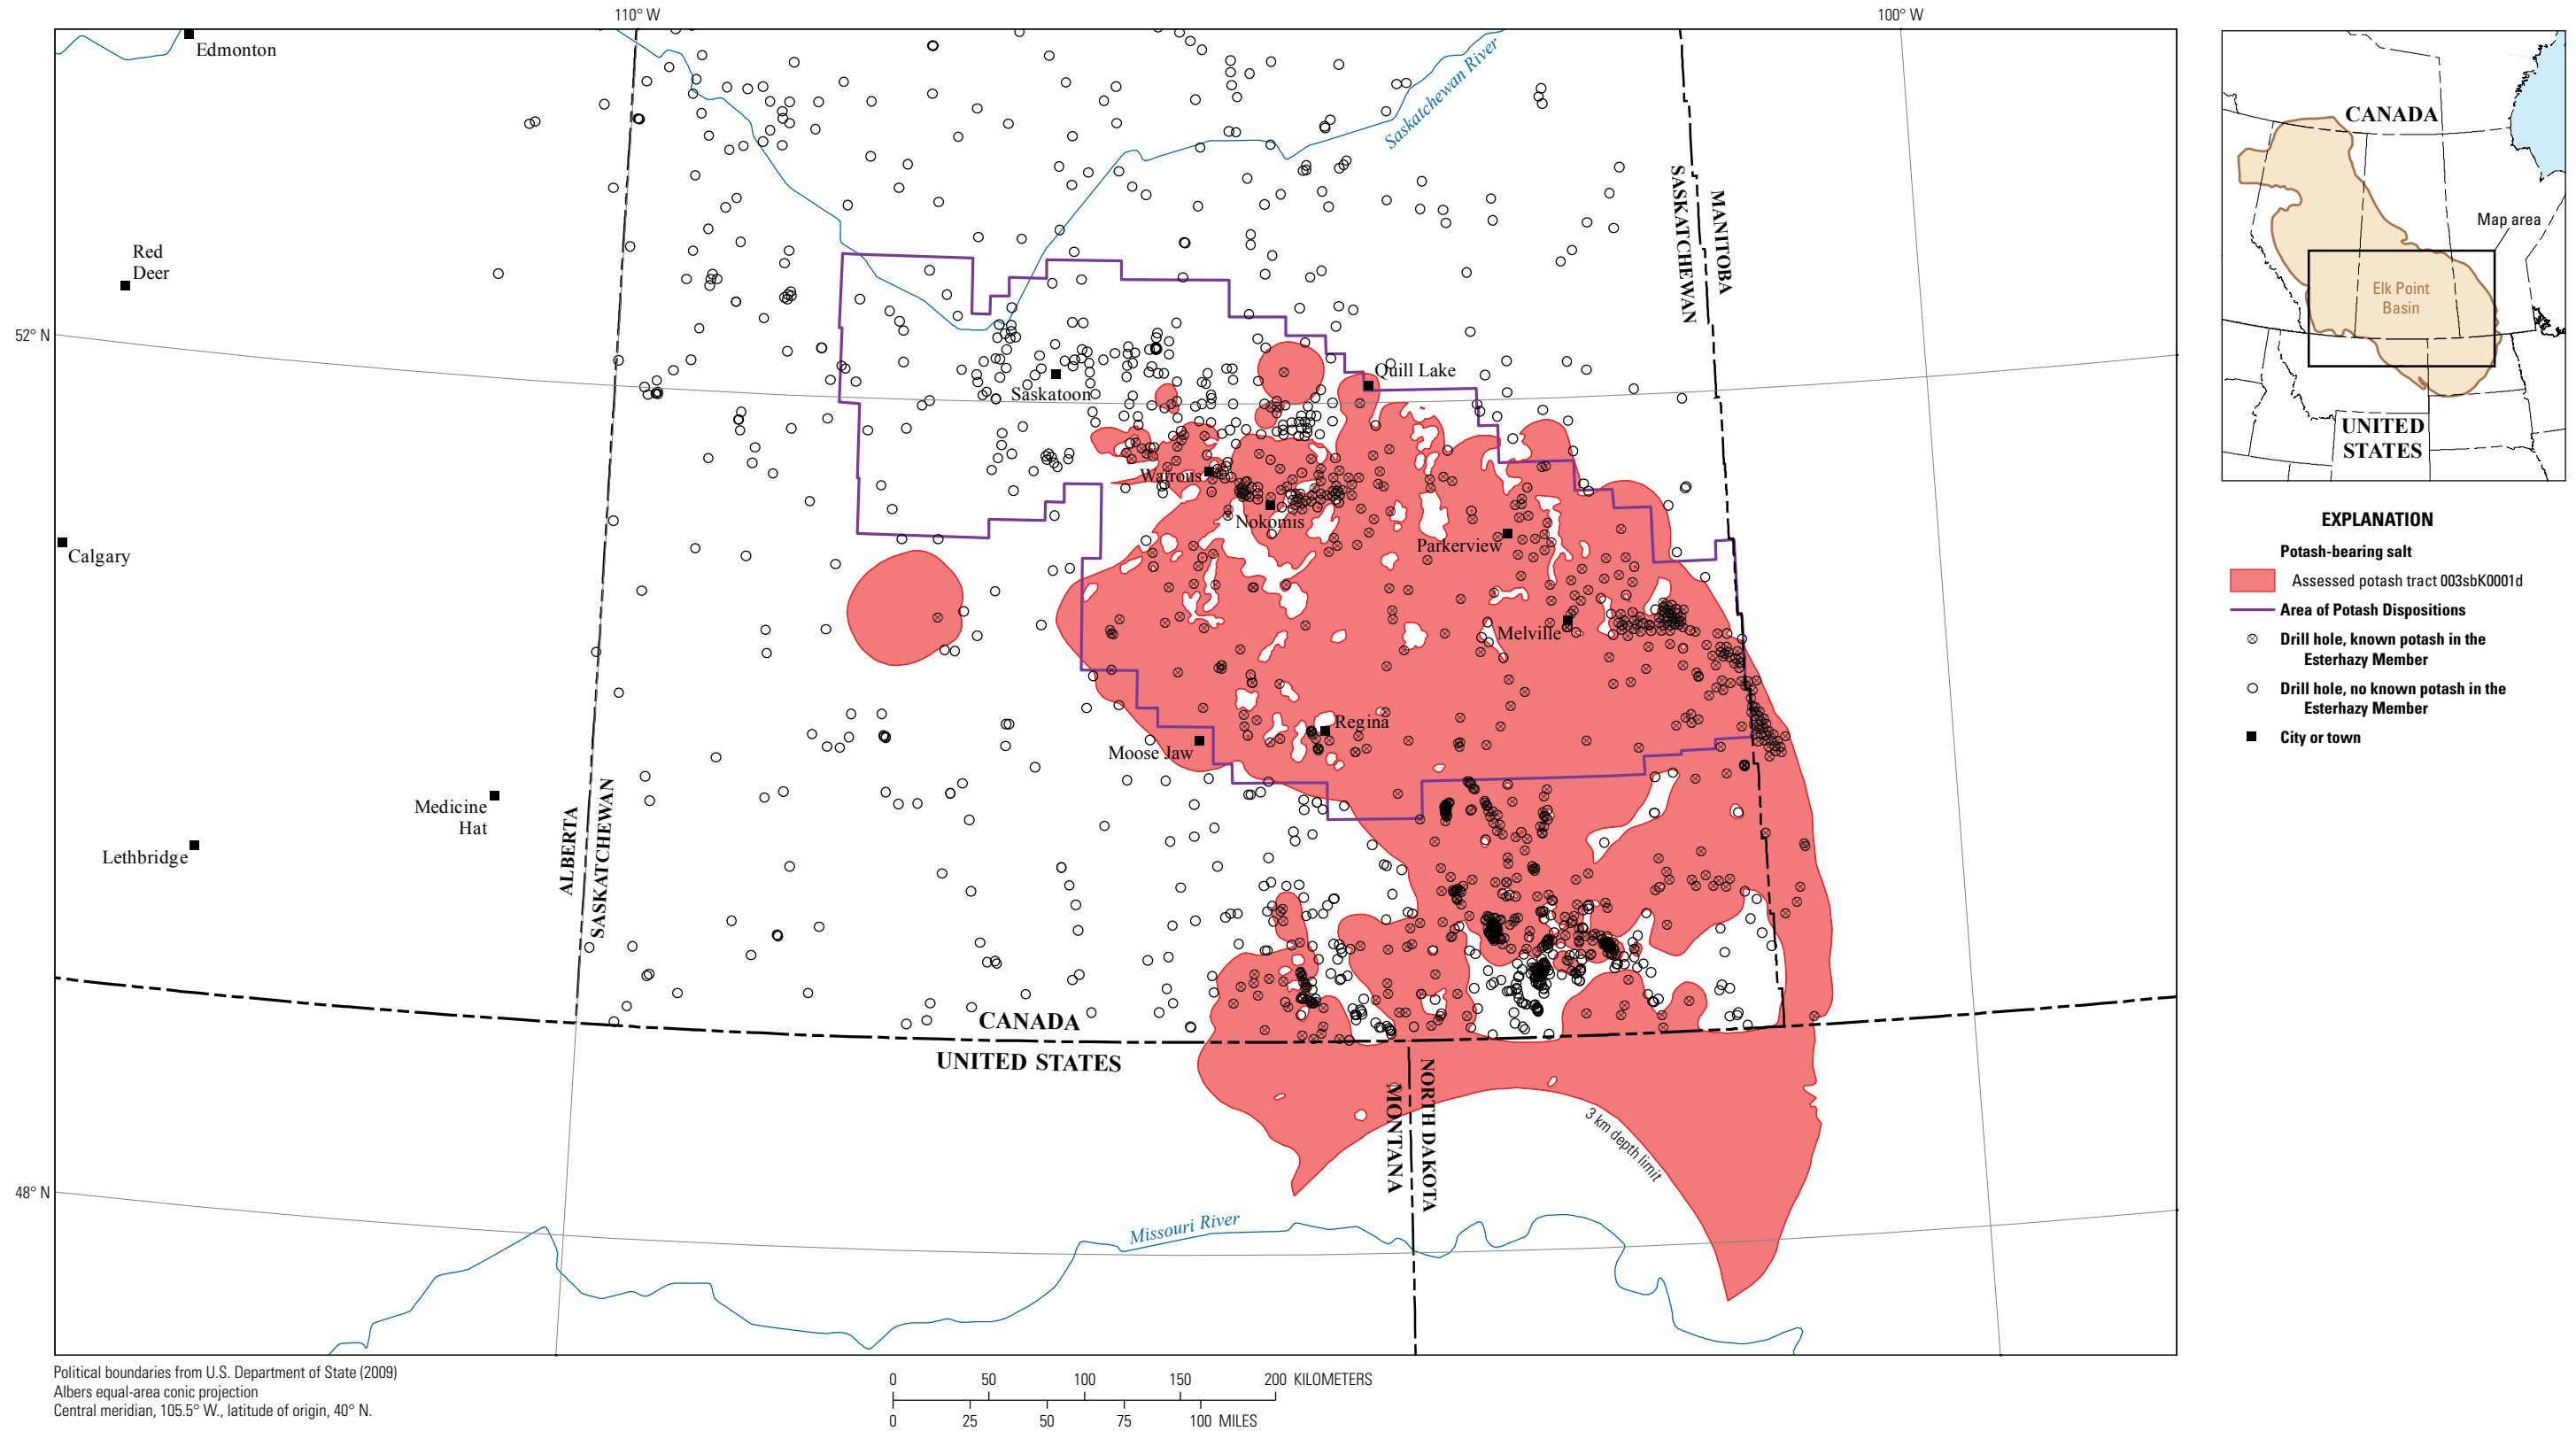 110° W
100° W
Edmonton
Saskatchewan River
Red
Deer
SASKATCHEWAN
MANITOBA
52° N
Quill Lake
Saskatoon
Watrous
Nokomis
Parkerview
Calgary
Melville
Regina
Moose Jaw
Medicine
Hat
Lethbridge
ALBERTA
SASKATCHEWAN
CANADA
UNITED STATES
MONTANA
NORTH DAKOTA
3 km depth limit
48° N
Missouri River
CANADA
Map area
Elk Point
Basin
UNITED
STATES
EXPLANATION
Potash-bearing salt
Assessed potash tract 003sbK0001d
Area of Potash Dispositions
Drill hole, known potash in the
Esterhazy Member
Drill hole, no known potash in the
Esterhazy Member
City or town
Political boundaries from U.S. Department of State (2009)
Albers equal-area conic projection
Central meridian, 105.5° W., latitude of origin, 40° N.
0 50 100 150 200 KILOMETERS
0 25 50 75 100 MILES